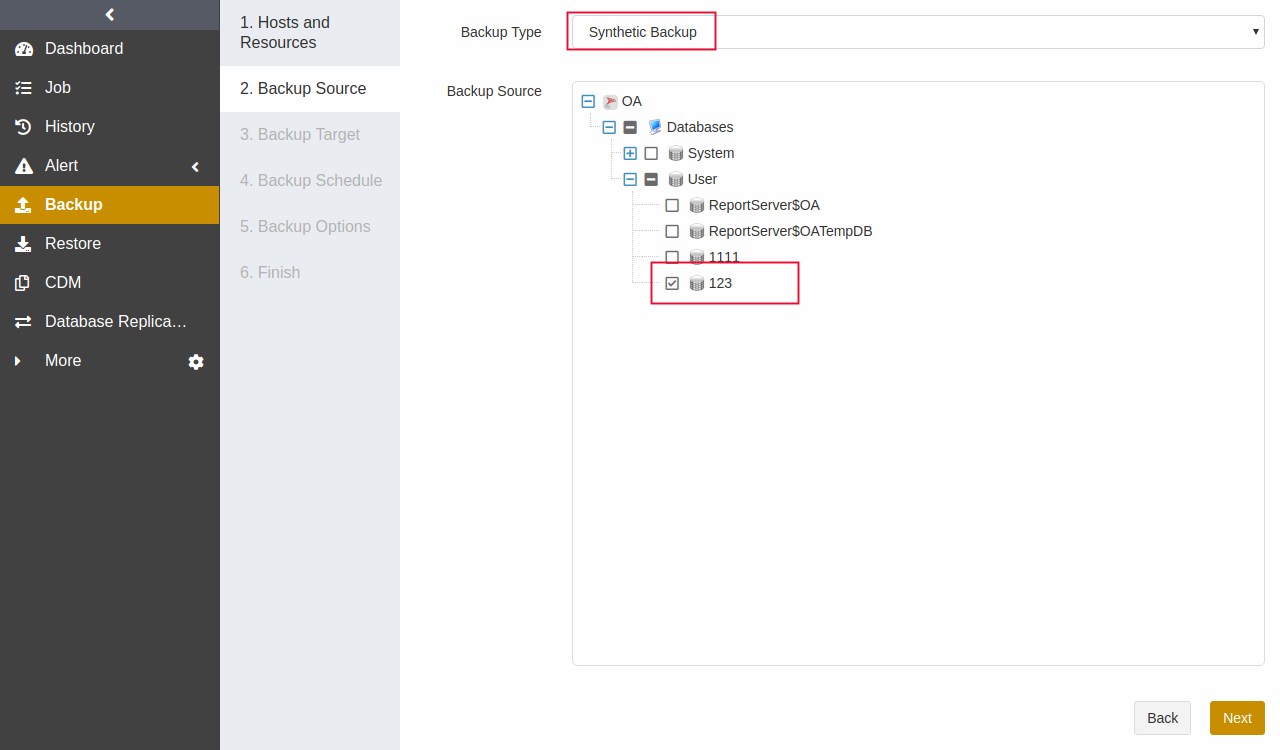 Dashboard
Job
History
Alert
Backup
Restore
CDM
Database Replica…
More
1. Hosts and
Resources
2. Backup Source
3. Backup Target
4. Backup Schedule
5. Backup Options
6. Finish
Backup Type
Synthetic Backup
Backup Source
OA
Databases
System
User
ReportServer$OA
ReportServer$OATempDB
1111
123
Back
Next